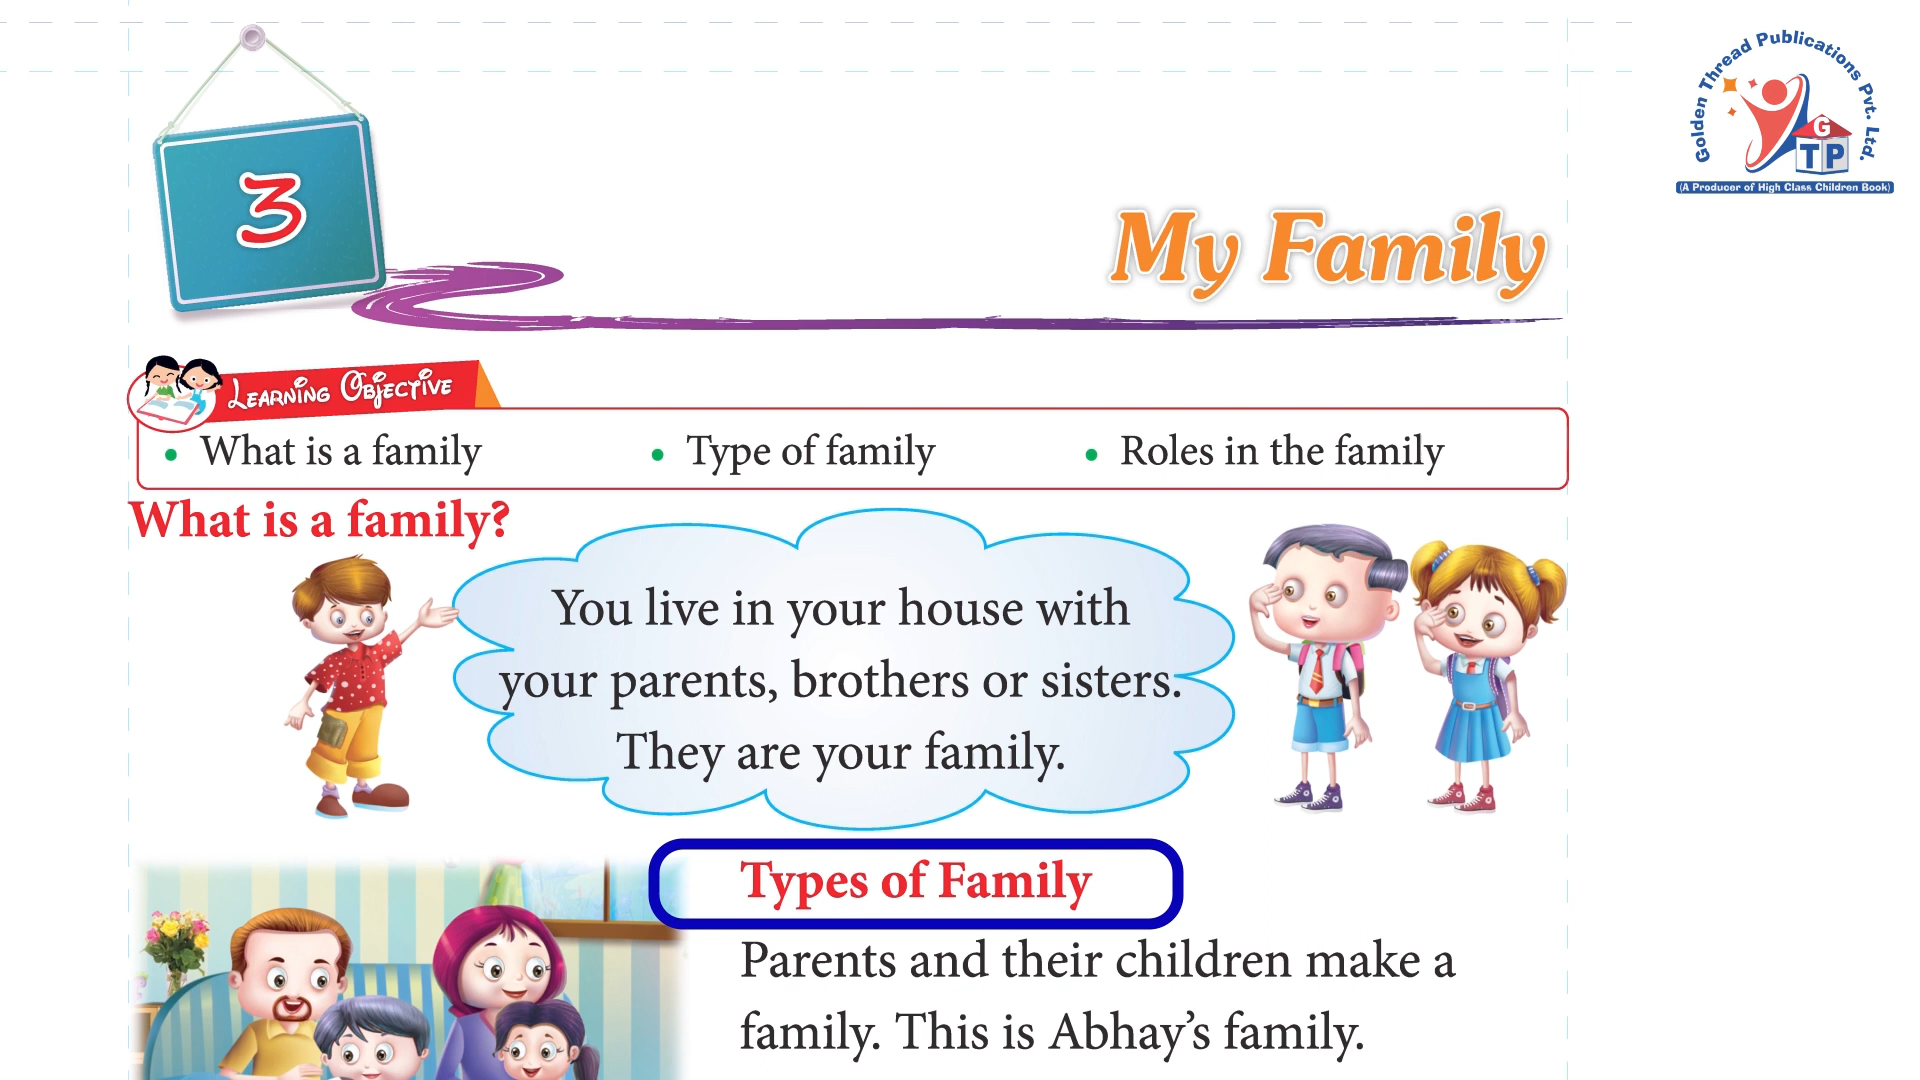 Golden Thread Publications Pvt. Ltd.
G
TP
(A Producer of High Class Children Book)
3
My Family
LEARNING OBJECTIVE
• What is a family • Type of family • Roles in the family
What is a family?
You live in your house with
your parents, brothers or sisters.
They are your family.
Types of Family
Parents and their children make a
family. This is Abhay’s family.